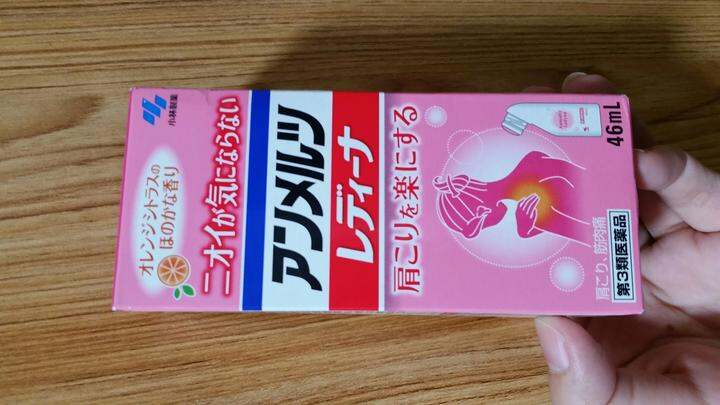 小林製薬
オレンジシトラスの
ほのかな香り
ニオイが気にならない
アンメルツ
レディーナ
肩こりを楽にする
46mL
肩こり、筋肉痛
第3類医薬品